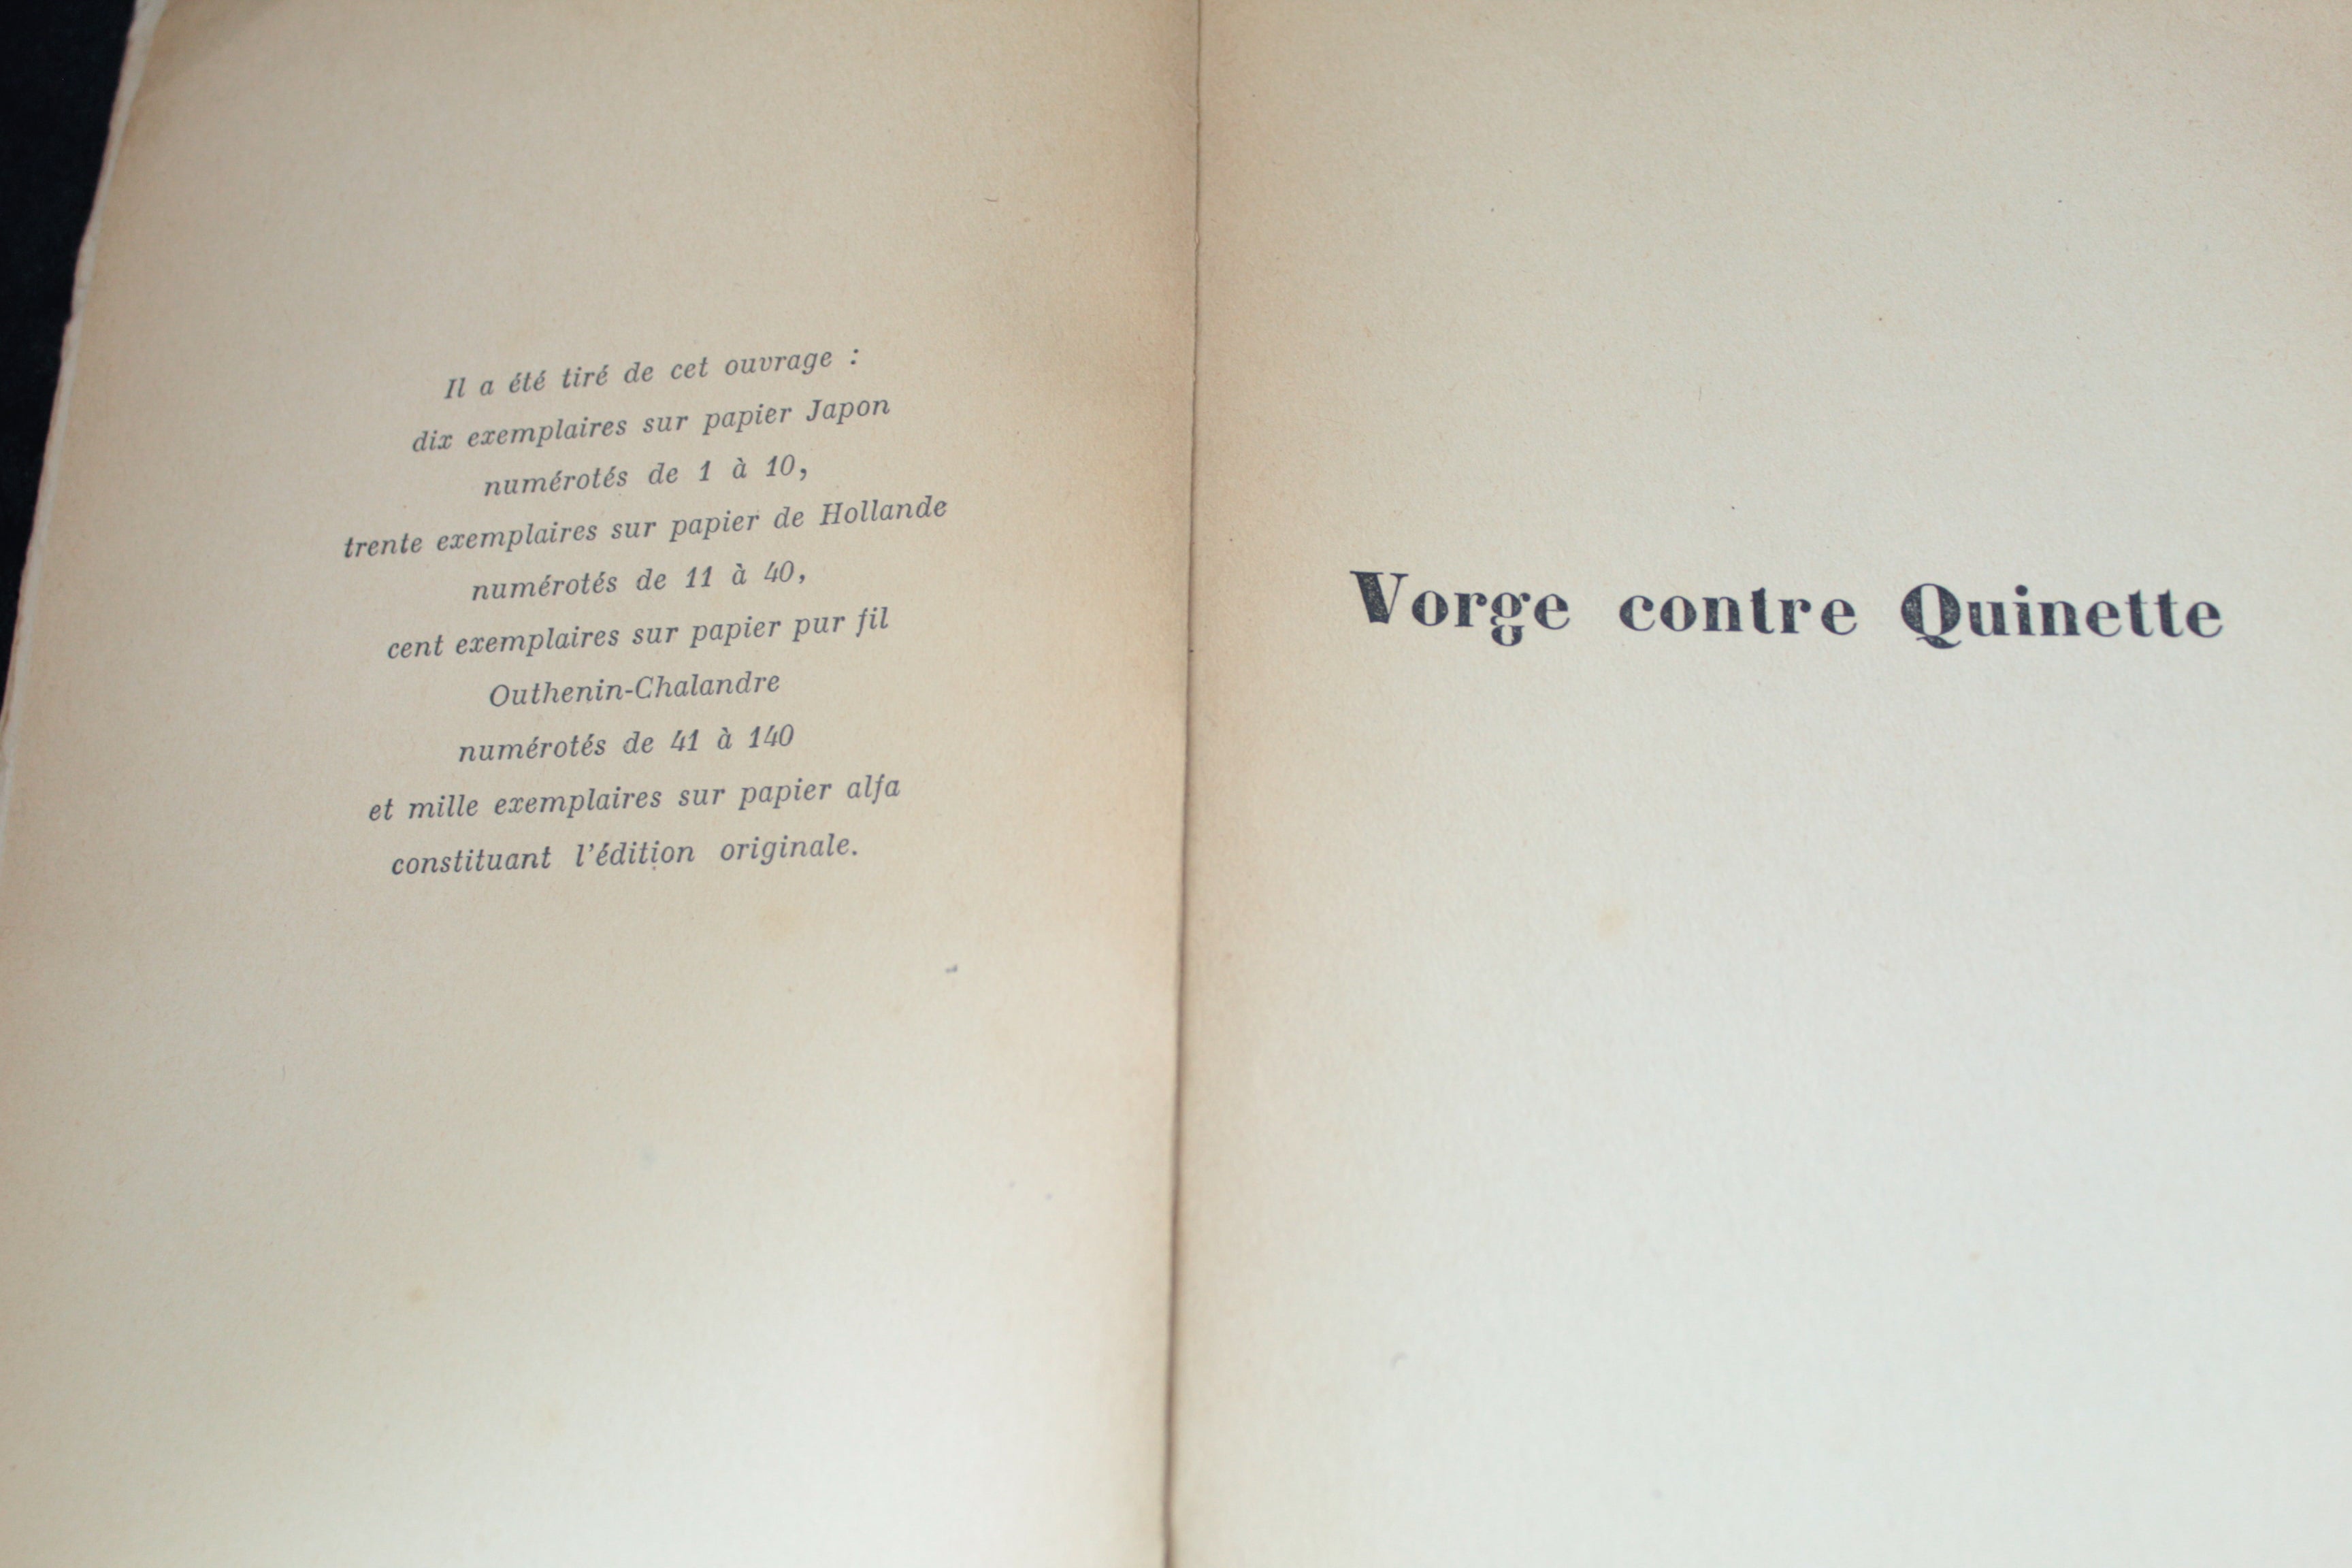 Il a été tiré de cet ouvrage :
dix exemplaires sur papier Japon
numérotés de 1 à 10,
trente exemplaires sur papier de Hollande
numérotés de 11 à 40,
cent exemplaires sur papier pur fil
Outhenin-Chalandre
numérotés de 41 à 140
et mille exemplaires sur papier alfa
constituant l'édition originale.
Vorge contre Quinette